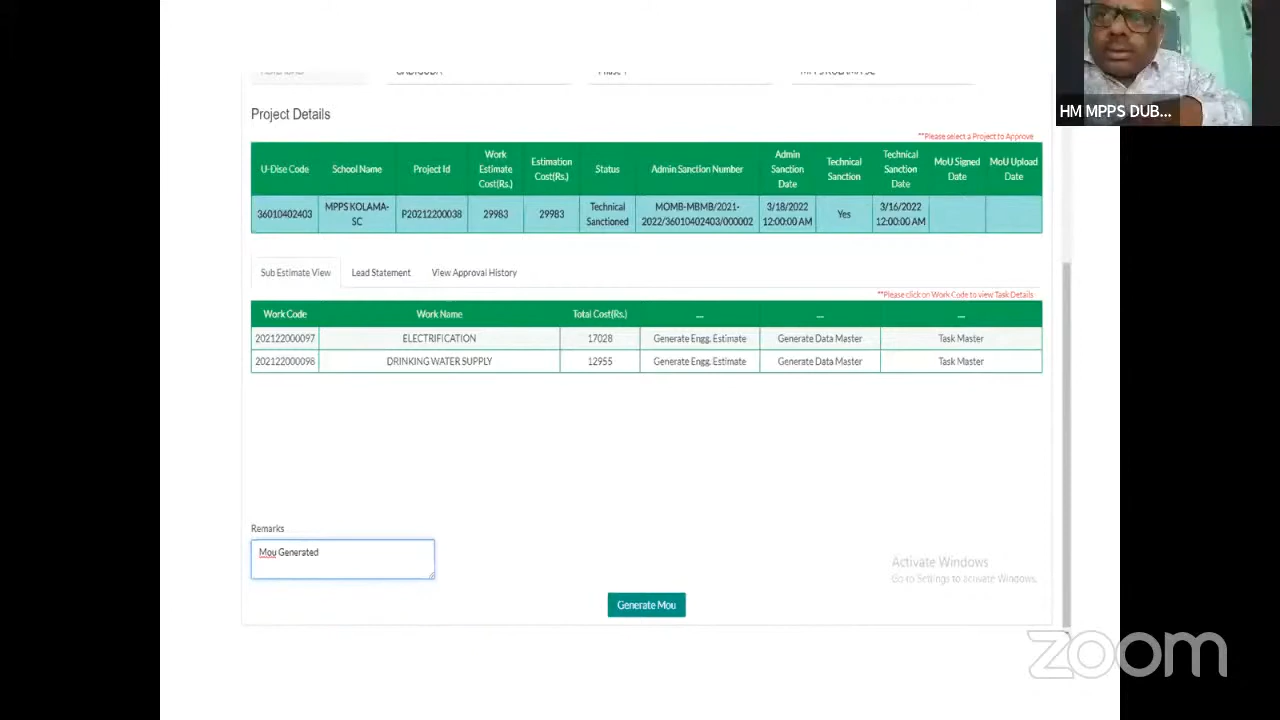 HM MPPS DUB...
Project Details
**Please select a Project to Approve
U-Dise Code School Name Project Id Work Estimate Cost(Rs.) Estimation Cost(Rs.) Status Admin Sanction Number Admin Sanction Date Technical Sanction Technical Sanction Date MoU Signed Date MoU Upload Date
36010402403 MPPS KOLAMA-SC P20212200038 29983 29983 Technical Sanctioned MOMB-MBMB/2021-2022/36010402403/000002 3/18/2022 12:00:00 AM Yes 3/16/2022 12:00:00 AM
Sub Estimate View Lead Statement View Approval History
**Please click on Work Code to view Task Details
Work Code Work Name Total Cost(Rs.) ... ... ...
202122000097 ELECTRIFICATION 17028 Generate Engg. Estimate Generate Data Master Task Master
202122000098 DRINKING WATER SUPPLY 12955 Generate Engg. Estimate Generate Data Master Task Master
Remarks
Mou Generated
Activate Windows
Go to Settings to activate Windows.
Generate Mou
zoom